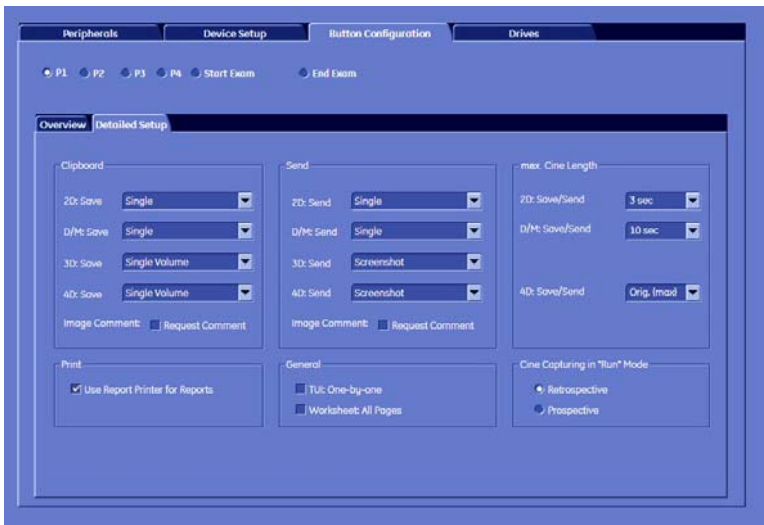 Peripherals Device Setup Button Configuration Drives
P1 P2 P3 P4 Start Exam End Exam
Overview Detailed Setup
Clipboard
2D: Save Single
D/M: Save Single
3D: Save Single Volume
4D: Save Single Volume
Image Comment: Request Comment
Send
2D: Send Single
D/M: Send Single
3D: Send Screenshot
4D: Send Screenshot
Image Comment: Request Comment
max. Cine Length
2D: Save/Send 3 sec
D/M: Save/Send 10 sec
4D: Save/Send Orig. (max)
Print
Use Report Printer for Reports
General
TUI: One-by-one
Worksheet: All Pages
Cine Capturing in "Run" Mode
Retrospective
Prospective